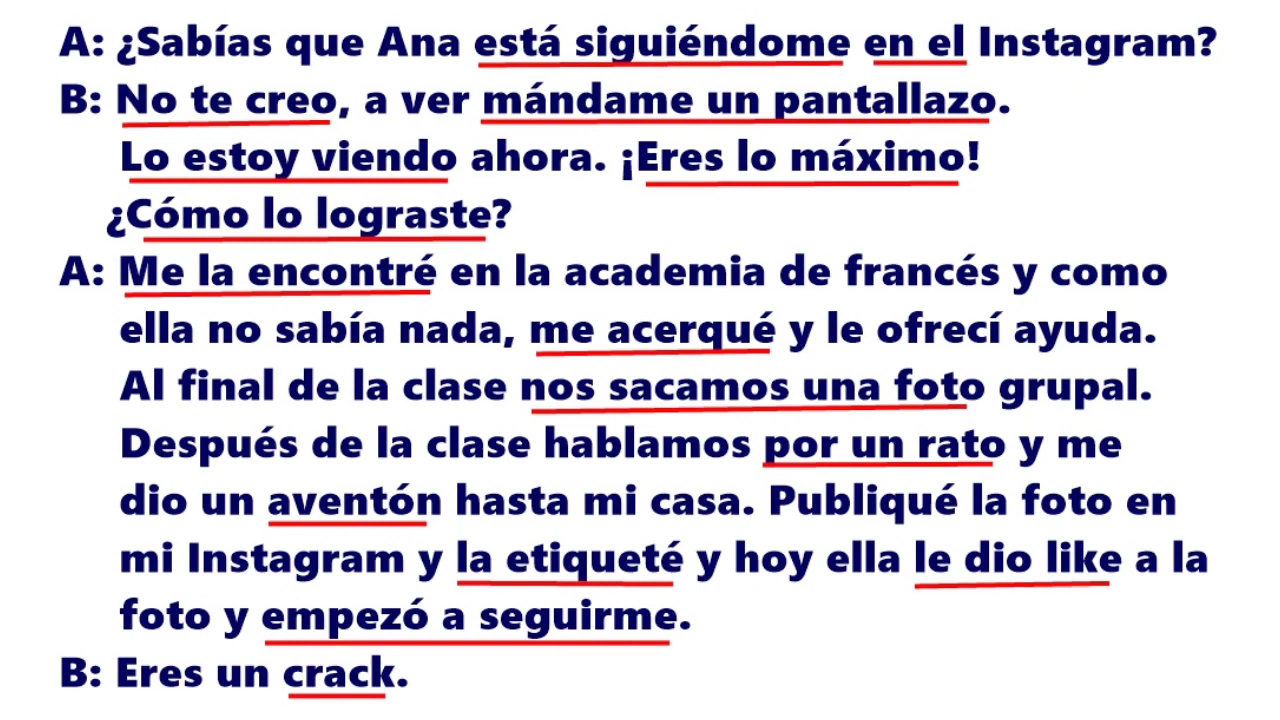 A: ¿Sabías que Ana está siguiéndome en el Instagram?
B: No te creo, a ver mándame un pantallazo.
Lo estoy viendo ahora. ¡Eres lo máximo!
¿Cómo lo lograste?
A: Me la encontré en la academia de francés y como
ella no sabía nada, me acerqué y le ofrecí ayuda.
Al final de la clase nos sacamos una foto grupal.
Después de la clase hablamos por un rato y me
dio un aventón hasta mi casa. Publiqué la foto en
mi Instagram y la etiqueté y hoy ella le dio like a la
foto y empezó a seguirme.
B: Eres un crack.